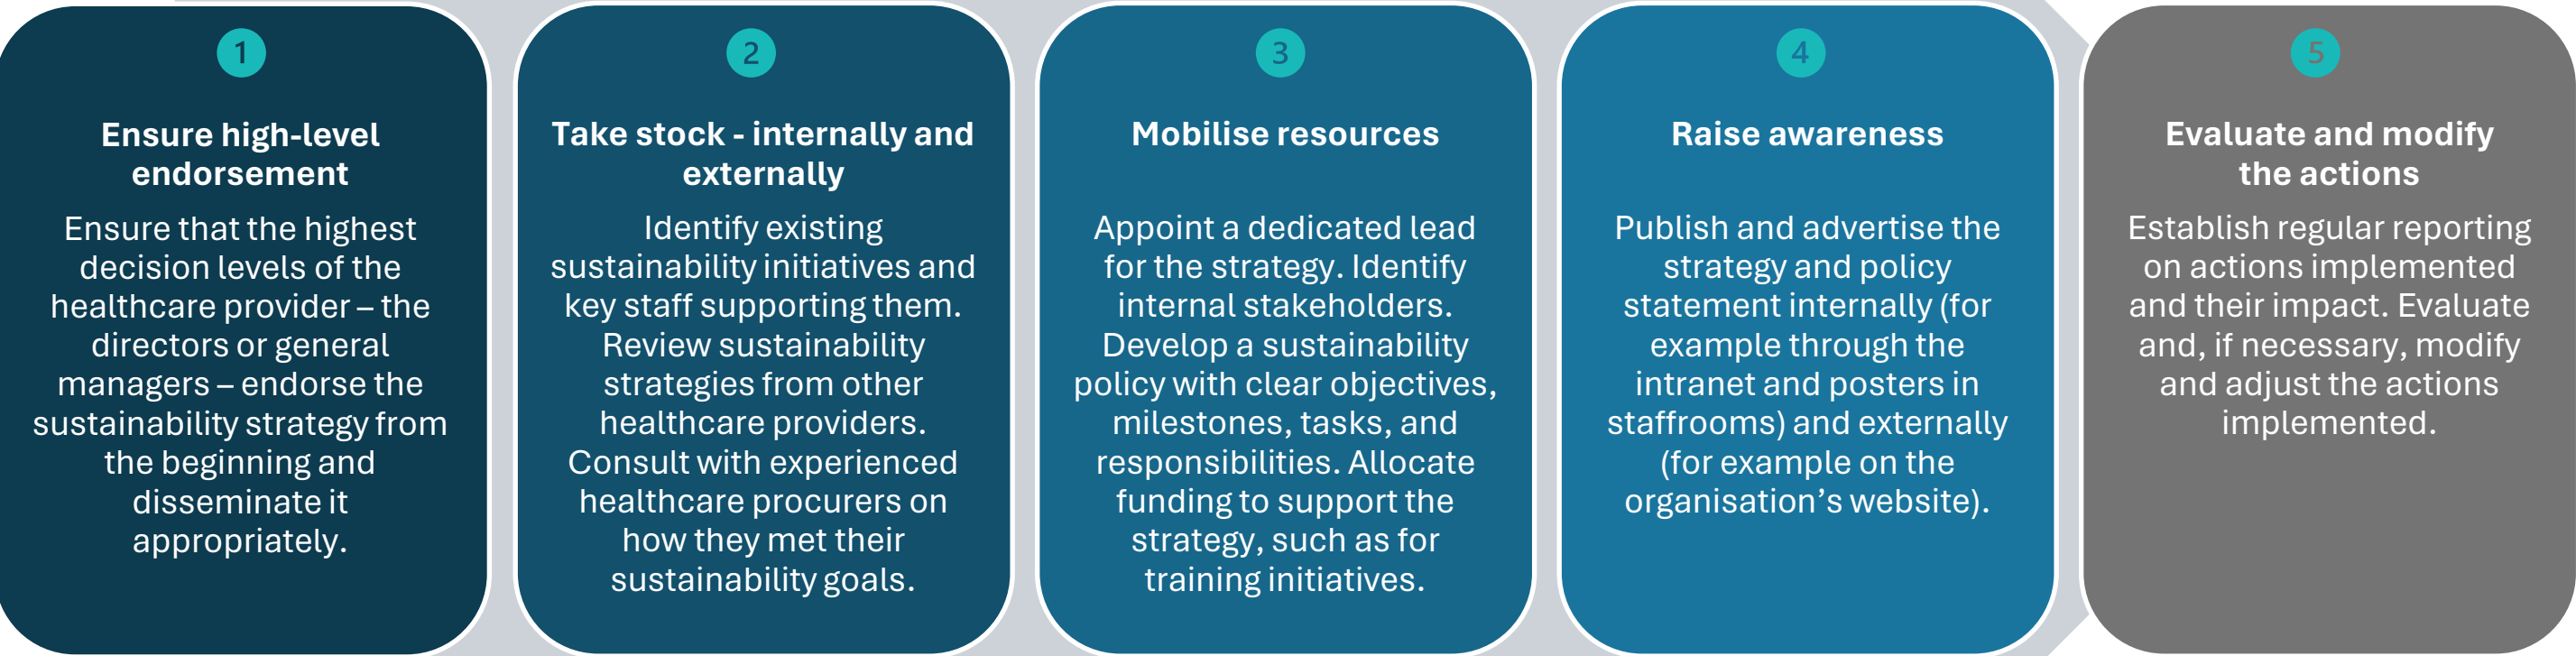 1
Ensure high-level
endorsement
Ensure that the highest
decision levels of the
healthcare provider – the
directors or general
managers – endorse the
sustainability strategy from
the beginning and
disseminate it
appropriately.
2
Take stock - internally and
externally
Identify existing
sustainability initiatives and
key staff supporting them.
Review sustainability
strategies from other
healthcare providers.
Consult with experienced
healthcare procurers on
how they met their
sustainability goals.
3
Mobilise resources
Appoint a dedicated lead
for the strategy. Identify
internal stakeholders.
Develop a sustainability
policy with clear objectives,
milestones, tasks, and
responsibilities. Allocate
funding to support the
strategy, such as for
training initiatives.
4
Raise awareness
Publish and advertise the
strategy and policy
statement internally (for
example through the
intranet and posters in
staffrooms) and externally
(for example on the
organisation’s website).
5
Evaluate and modify
the actions
Establish regular reporting
on actions implemented
and their impact. Evaluate
and, if necessary, modify
and adjust the actions
implemented.